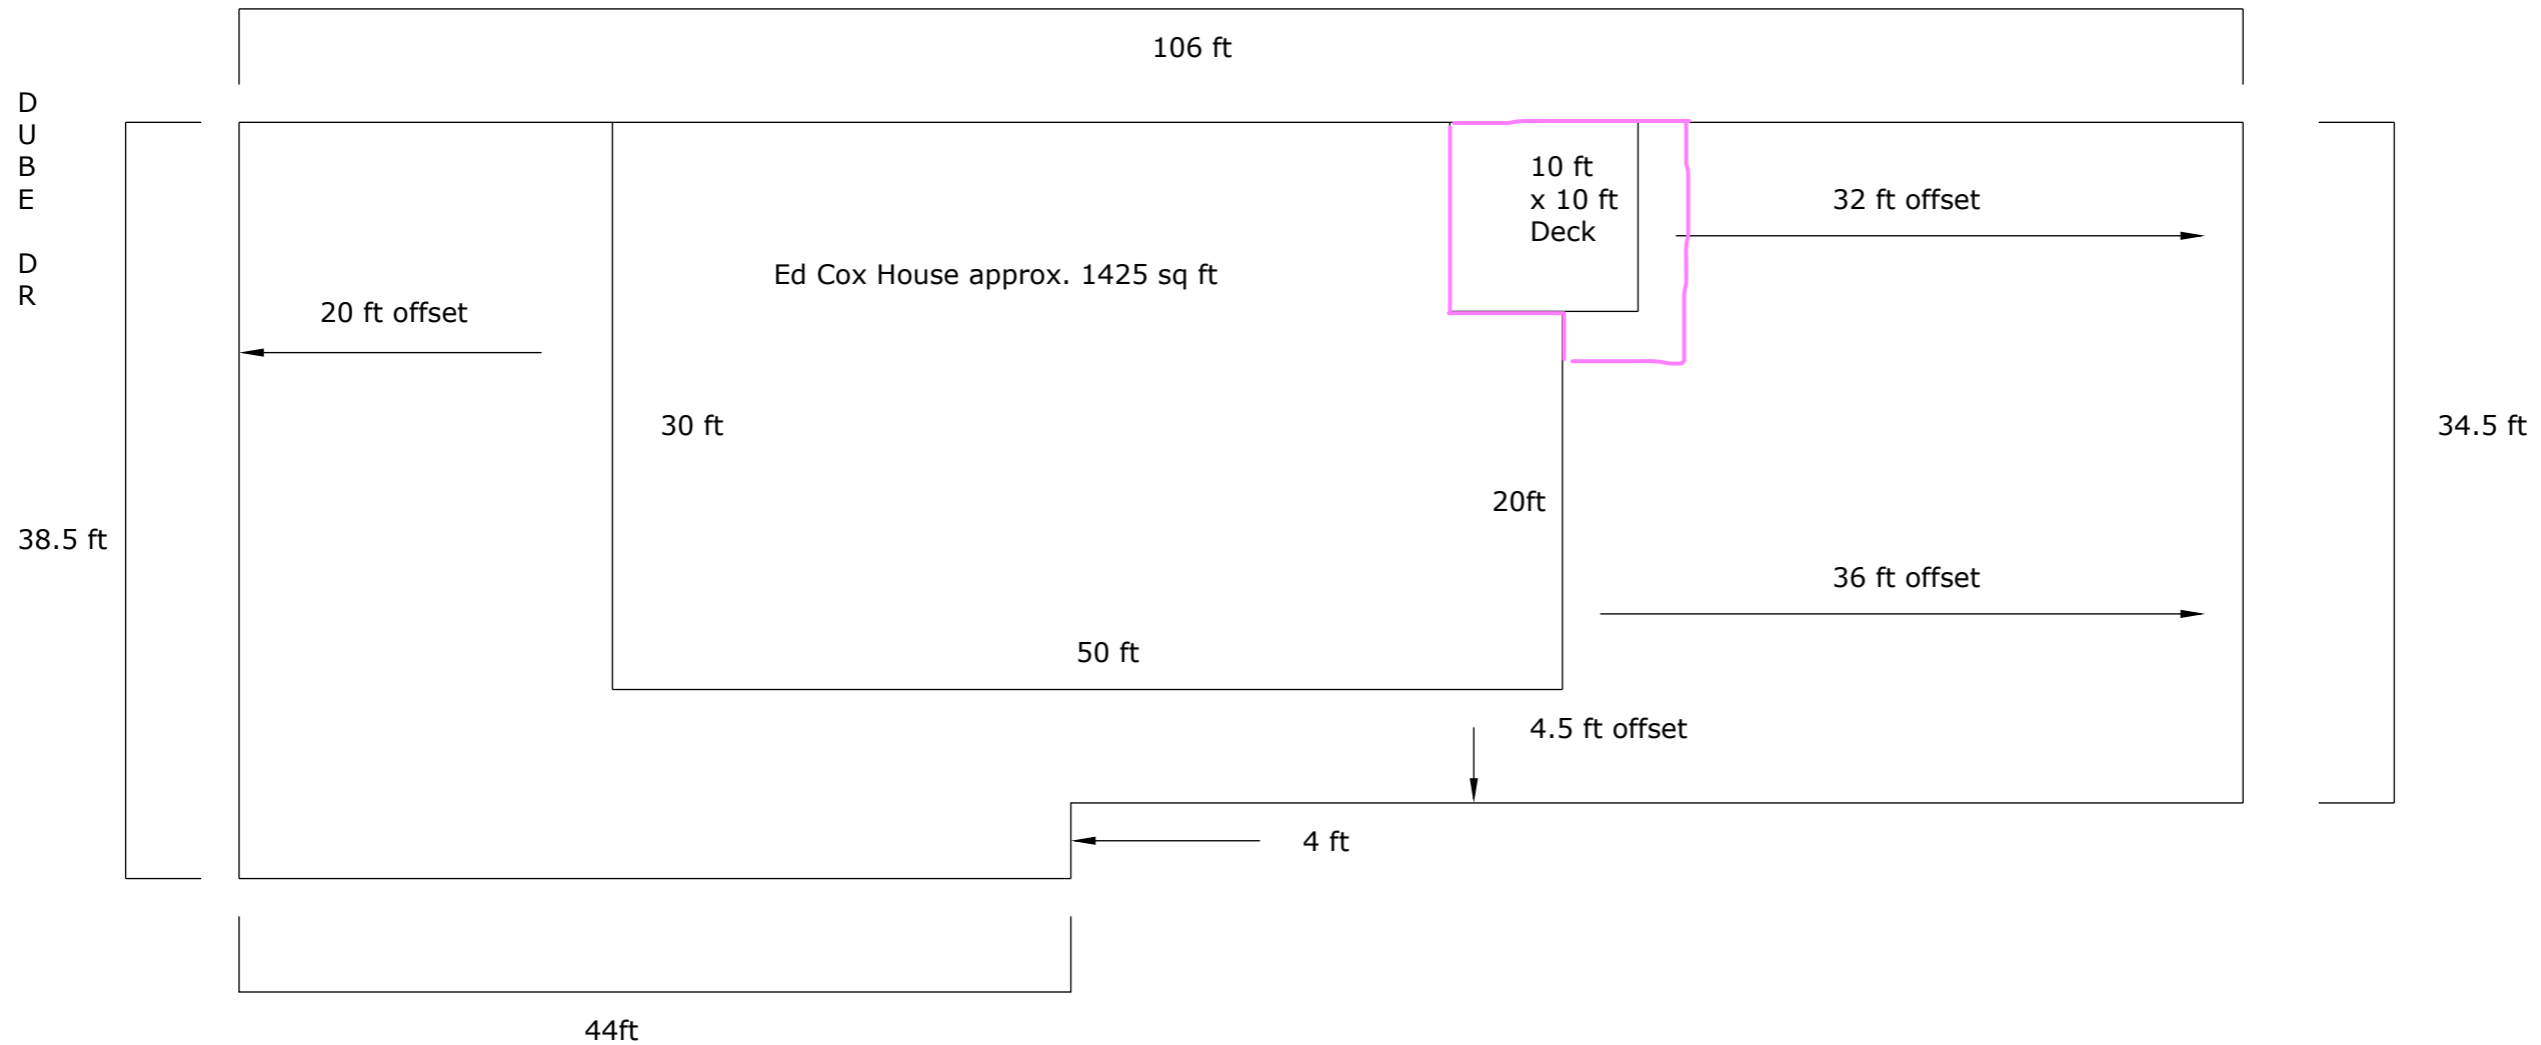 106 ft
D
U
B
E
D
R
10 ft
x 10 ft
Deck
32 ft offset
Ed Cox House approx. 1425 sq ft
20 ft offset
30 ft
34.5 ft
20ft
38.5 ft
36 ft offset
50 ft
4.5 ft offset
4 ft
44ft